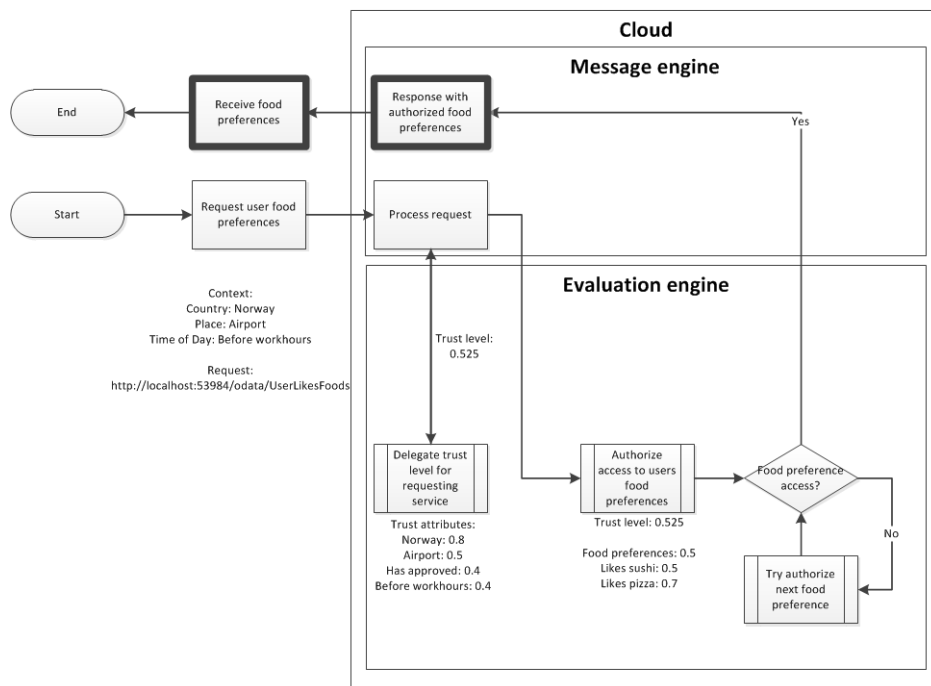 Cloud
Message engine
End
Receive food
preferences
Response with
authorized food
preferences
Yes
Start
Request user food
preferences
Process request
Evaluation engine
Context:
Country: Norway
Place: Airport
Time of Day: Before workhours
Request:
http://localhost:53984/odata/UserLikesFoods
Trust level:
0.525
Delegate trust
level for
requesting
service
Trust attributes:
Norway: 0.8
Airport: 0.5
Has approved: 0.4
Before workhours: 0.4
Authorize
access to users
food
preferences
Trust level: 0.525
Food preferences: 0.5
Likes sushi: 0.5
Likes pizza: 0.7
Food preference
access?
No
Try authorize
next food
preference